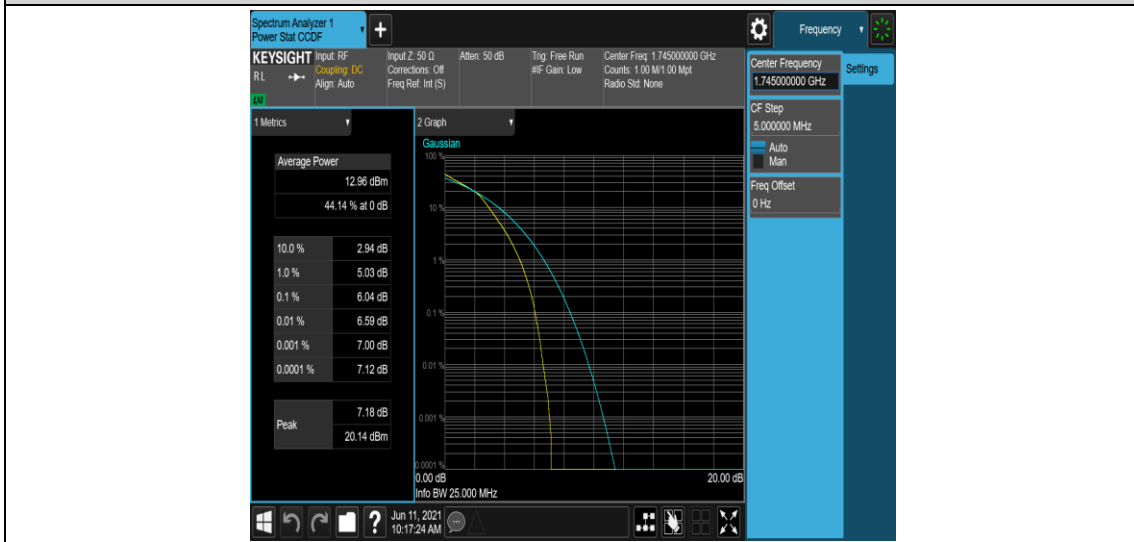 Spectrum Analyzer 1
Power Stat CCDF
+
Frequency
KEYSIGHT
RL
LXI
Input: RF
Coupling: DC
Align: Auto
Input Z: 50 Ω
Corrections: Off
Freq Ref: Int (S)
Atten: 50 dB
Trig: Free Run
#IF Gain: Low
Center Freq: 1.745000000 GHz
Counts: 1.00 M/1.00 Mpt
Radio Std: None
Center Frequency
1.745000000 GHz
Settings
CF Step
5.000000 MHz
Auto
Man
Freq Offset
0 Hz
1 Metrics
Average Power
12.96 dBm
44.14 % at 0 dB
10.0 % 2.94 dB
1.0 % 5.03 dB
0.1 % 6.04 dB
0.01 % 6.59 dB
0.001 % 7.00 dB
0.0001 % 7.12 dB
Peak 7.18 dB
20.14 dBm
2 Graph
Gaussian
100 %
10 %
1 %
0.1 %
0.01 %
0.001 %
0.0001 %
0.00 dB 20.00 dB
Info BW 25.000 MHz
?
Jun 11, 2021
10:17:24 AM